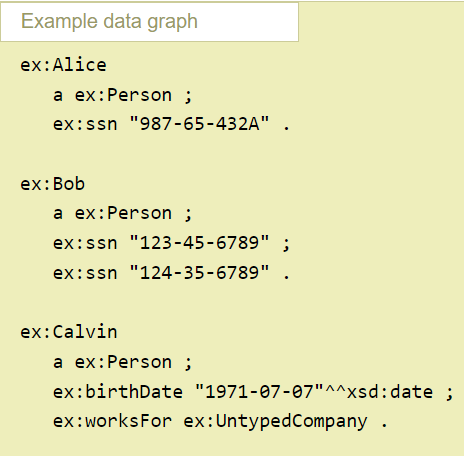 Example data graph
ex:Alice
a ex:Person ;
ex:ssn "987-65-432A" .
ex:Bob
a ex:Person ;
ex:ssn "123-45-6789" ;
ex:ssn "124-35-6789" .
ex:Calvin
a ex:Person ;
ex:birthDate "1971-07-07"^^xsd:date ;
ex:worksFor ex:UntypedCompany .